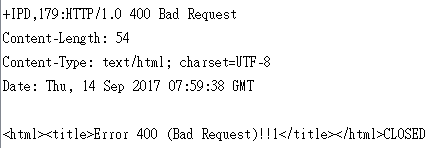 +IPD,179:HTTP/1.0 400 Bad Request
Content-Length: 54
Content-Type: text/html; charset=UTF-8
Date: Thu, 14 Sep 2017 07:59:38 GMT

<html><title>Error 400 (Bad Request)!!1</title></html>CLOSED